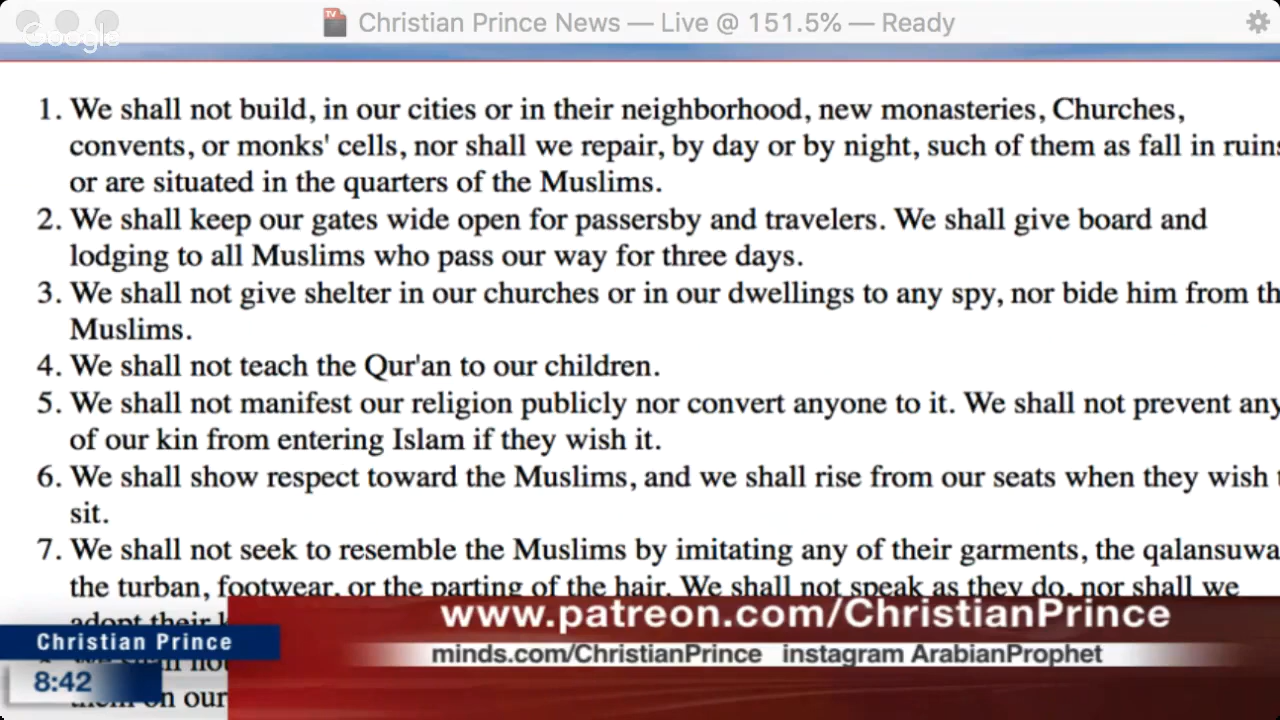 Christian Prince News — Live @ 151.5% — Ready
TV
Google
1. We shall not build, in our cities or in their neighborhood, new monasteries, Churches,
convents, or monks' cells, nor shall we repair, by day or by night, such of them as fall in ruins
or are situated in the quarters of the Muslims.
2. We shall keep our gates wide open for passersby and travelers. We shall give board and
lodging to all Muslims who pass our way for three days.
3. We shall not give shelter in our churches or in our dwellings to any spy, nor bide him from th
Muslims.
4. We shall not teach the Qur'an to our children.
5. We shall not manifest our religion publicly nor convert anyone to it. We shall not prevent any
of our kin from entering Islam if they wish it.
6. We shall show respect toward the Muslims, and we shall rise from our seats when they wish t
sit.
7. We shall not seek to resemble the Muslims by imitating any of their garments, the qalansuwa
the turban, footwear, or the parting of the hair. We shall not speak as they do, nor shall we
adopt their
on our
www.patreon.com/ChristianPrince
Christian Prince
minds.com/ChristianPrince instagram ArabianProphet
8:42